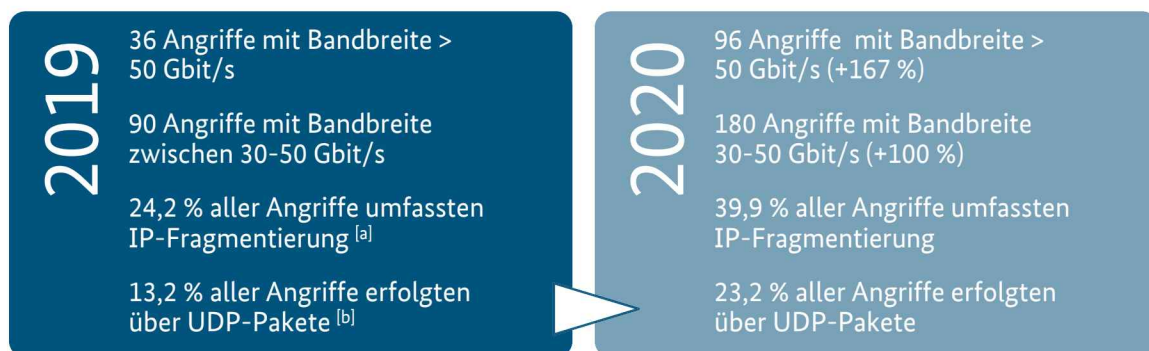 2019
36 Angriffe mit Bandbreite >
50 Gbit/s
90 Angriffe mit Bandbreite
zwischen 30-50 Gbit/s
24,2 % aller Angriffe umfassten
IP-Fragmentierung [a]
13,2 % aller Angriffe erfolgten
über UDP-Pakete [b]
2020
96 Angriffe mit Bandbreite >
50 Gbit/s (+167 %)
180 Angriffe mit Bandbreite
30-50 Gbit/s (+100 %)
39,9 % aller Angriffe umfassten
IP-Fragmentierung
23,2 % aller Angriffe erfolgten
über UDP-Pakete